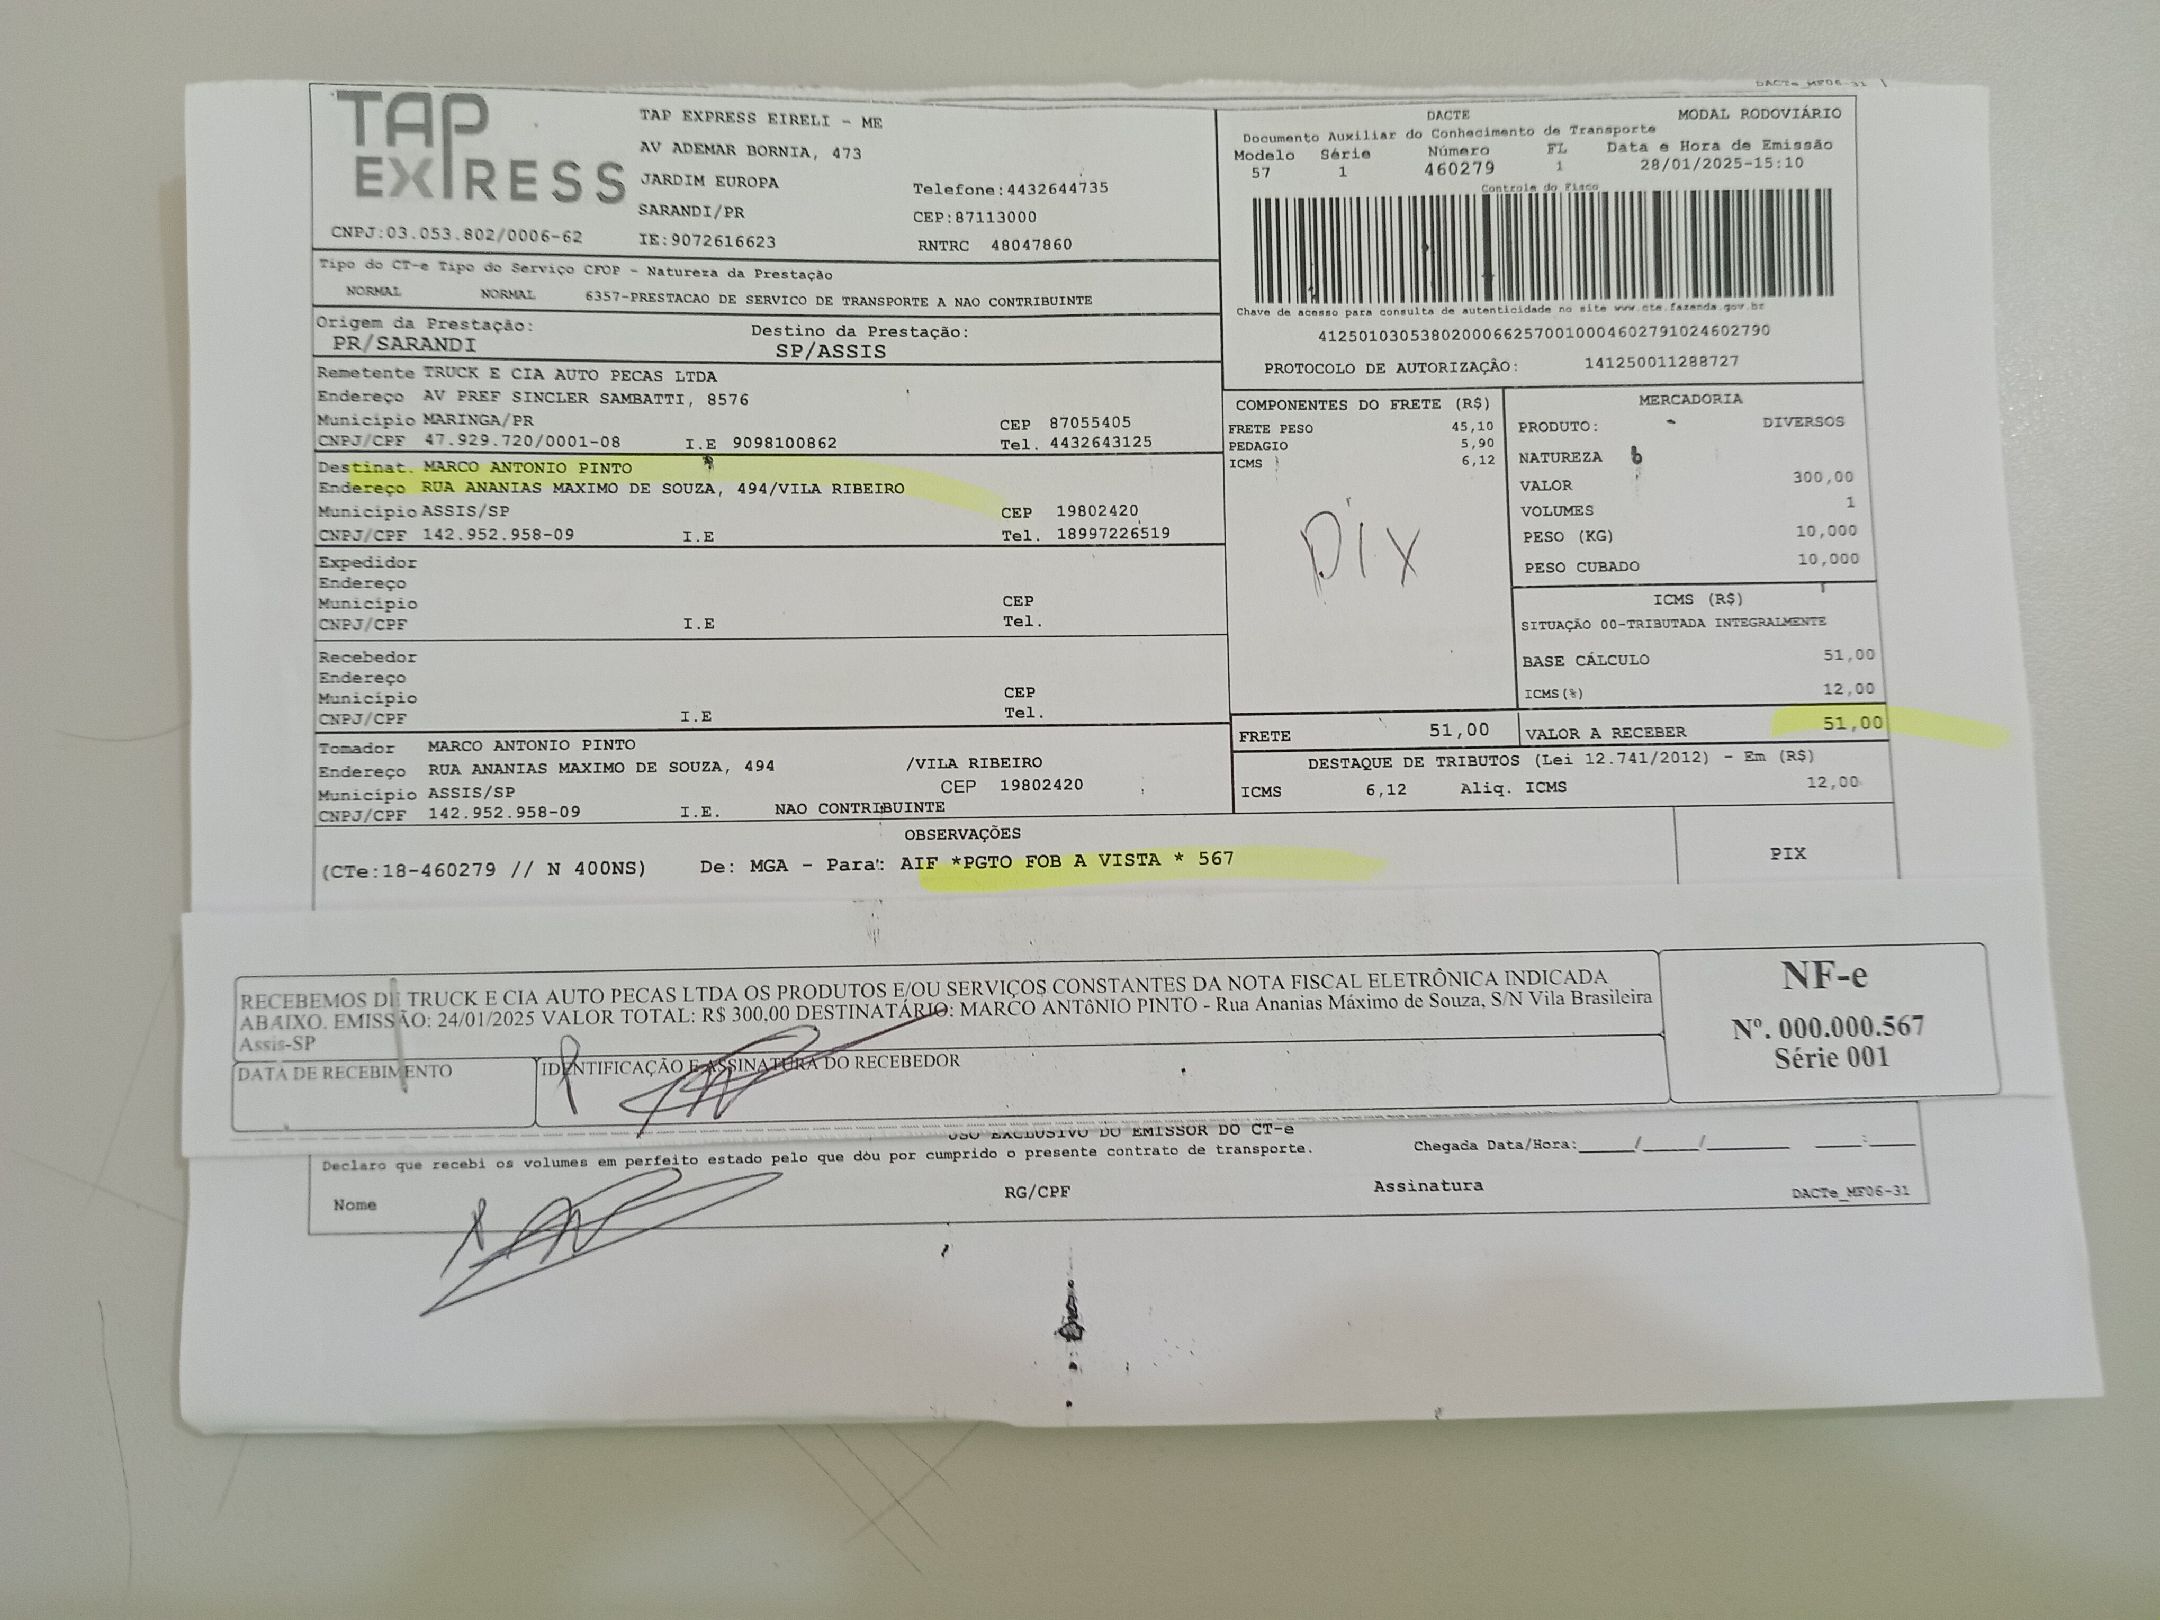 DACTe_MF06-31
TAP EXPRESS
TAP EXPRESS EIRELI - ME
AV ADEMAR BORNIA, 473
JARDIM EUROPA Telefone:4432644735
SARANDI/PR CEP:87113000
CNPJ:03.053.802/0006-62 IE:9072616623 RNTRC 48047860
DACTE MODAL RODOVIÁRIO
Documento Auxiliar do Conhecimento de Transporte
Modelo Série Número FL Data e Hora de Emissão
57 1 460279 1 28/01/2025-15:10
Controle do Fisco
Chave de acesso para consulta de autenticidade no site www.cte.fazenda.gov.br
41250103053802000662570010004602791024602790
PROTOCOLO DE AUTORIZAÇÃO: 141250011288727
Tipo do CT-e Tipo do Serviço CFOP - Natureza da Prestação
NORMAL NORMAL 6357-PRESTACAO DE SERVICO DE TRANSPORTE A NAO CONTRIBUINTE
Origem da Prestação: Destino da Prestação:
PR/SARANDI SP/ASSIS
Remetente TRUCK E CIA AUTO PECAS LTDA
Endereço AV PREF SINCLER SAMBATTI, 8576
Município MARINGA/PR CEP 87055405
CNPJ/CPF 47.929.720/0001-08 I.E 9098100862 Tel. 4432643125
Destinat. MARCO ANTONIO PINTO
Endereço RUA ANANIAS MAXIMO DE SOUZA, 494/VILA RIBEIRO
Município ASSIS/SP CEP 19802420
CNPJ/CPF 142.952.958-09 I.E Tel. 18997226519
Expedidor
Endereço
Município CEP
CNPJ/CPF I.E Tel.
Recebedor
Endereço
Município CEP
CNPJ/CPF I.E Tel.
Tomador MARCO ANTONIO PINTO
Endereço RUA ANANIAS MAXIMO DE SOUZA, 494 /VILA RIBEIRO
Município ASSIS/SP CEP 19802420
CNPJ/CPF 142.952.958-09 I.E. NAO CONTRIBUINTE
COMPONENTES DO FRETE (R$)
FRETE PESO 45,10
PEDAGIO 5,90
ICMS 6,12
PIX
MERCADORIA
PRODUTO: DIVERSOS
NATUREZA
VALOR 300,00
VOLUMES 1
PESO (KG) 10,000
PESO CUBADO 10,000
ICMS (R$)
SITUAÇÃO 00-TRIBUTADA INTEGRALMENTE
BASE CÁLCULO 51,00
ICMS(%) 12,00
FRETE 51,00 VALOR A RECEBER 51,00
DESTAQUE DE TRIBUTOS (Lei 12.741/2012) - Em (R$)
ICMS 6,12 Aliq. ICMS 12,00
OBSERVAÇÕES
(CTe:18-460279 // N 400NS) De: MGA - Para: AIF *PGTO FOB A VISTA * 567
PIX
RECEBEMOS DE TRUCK E CIA AUTO PECAS LTDA OS PRODUTOS E/OU SERVIÇOS CONSTANTES DA NOTA FISCAL ELETRÔNICA INDICADA
ABAIXO. EMISSÃO: 24/01/2025 VALOR TOTAL: R$ 300,00 DESTINATÁRIO: MARCO ANTôNIO PINTO - Rua Ananias Máximo de Souza, S/N Vila Brasileira
Assis-SP
DATA DE RECEBIMENTO IDENTIFICAÇÃO E ASSINATURA DO RECEBEDOR
NF-e
Nº. 000.000.567
Série 001
USO EXCLUSIVO DO EMISSOR DO CT-e
Declaro que recebi os volumes em perfeito estado pelo que dou por cumprido o presente contrato de transporte. Chegada Data/Hora:____/____/______ ____:____
Nome RG/CPF Assinatura DACTe_MF06-31